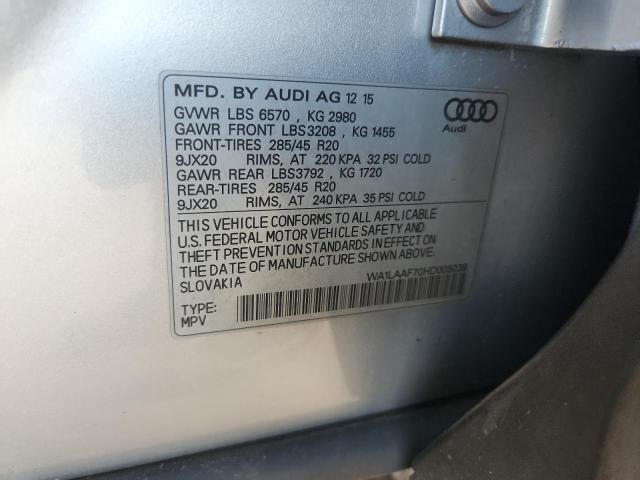 MFD. BY AUDI AG 12 15
GVWR LBS 6570 , KG 2980
GAWR FRONT LBS3208 , KG 1455
FRONT-TIRES 285/45 R20
9JX20 RIMS, AT 220 KPA 32 PSI COLD
GAWR REAR LBS3792 , KG 1720
REAR-TIRES 285/45 R20
9JX20 RIMS, AT 240 KPA 35 PSI COLD
Audi
THIS VEHICLE CONFORMS TO ALL APPLICABLE
U.S. FEDERAL MOTOR VEHICLE SAFETY AND
THEFT PREVENTION STANDARDS IN EFFECT ON
THE DATE OF MANUFACTURE SHOWN ABOVE.
SLOVAKIA
WA1LAAF70HD005039
TYPE:
MPV